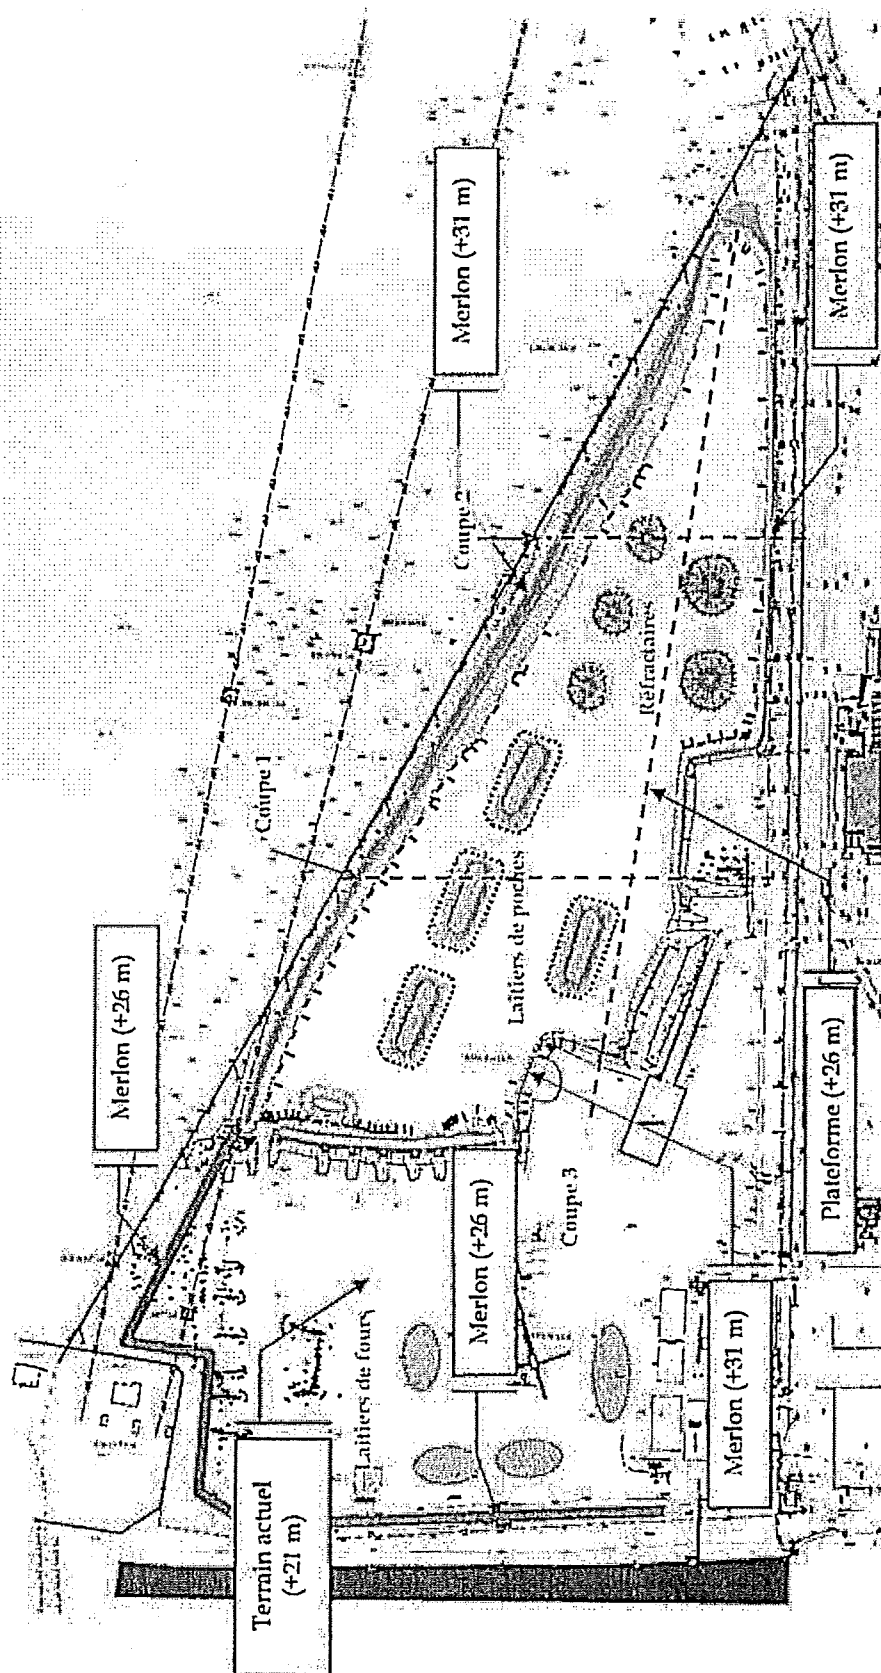 Merlon (+31 m)
Merlon (+31 m)
Coupe 2
Coupe 1
Réfractaires
Merlon (+26 m)
Laitiers de poches
Plateforme (+26 m)
Merlon (+26 m)
Coupe 3
Merlon (+31 m)
Laitiers de fours
Terrain actuel
(+21 m)